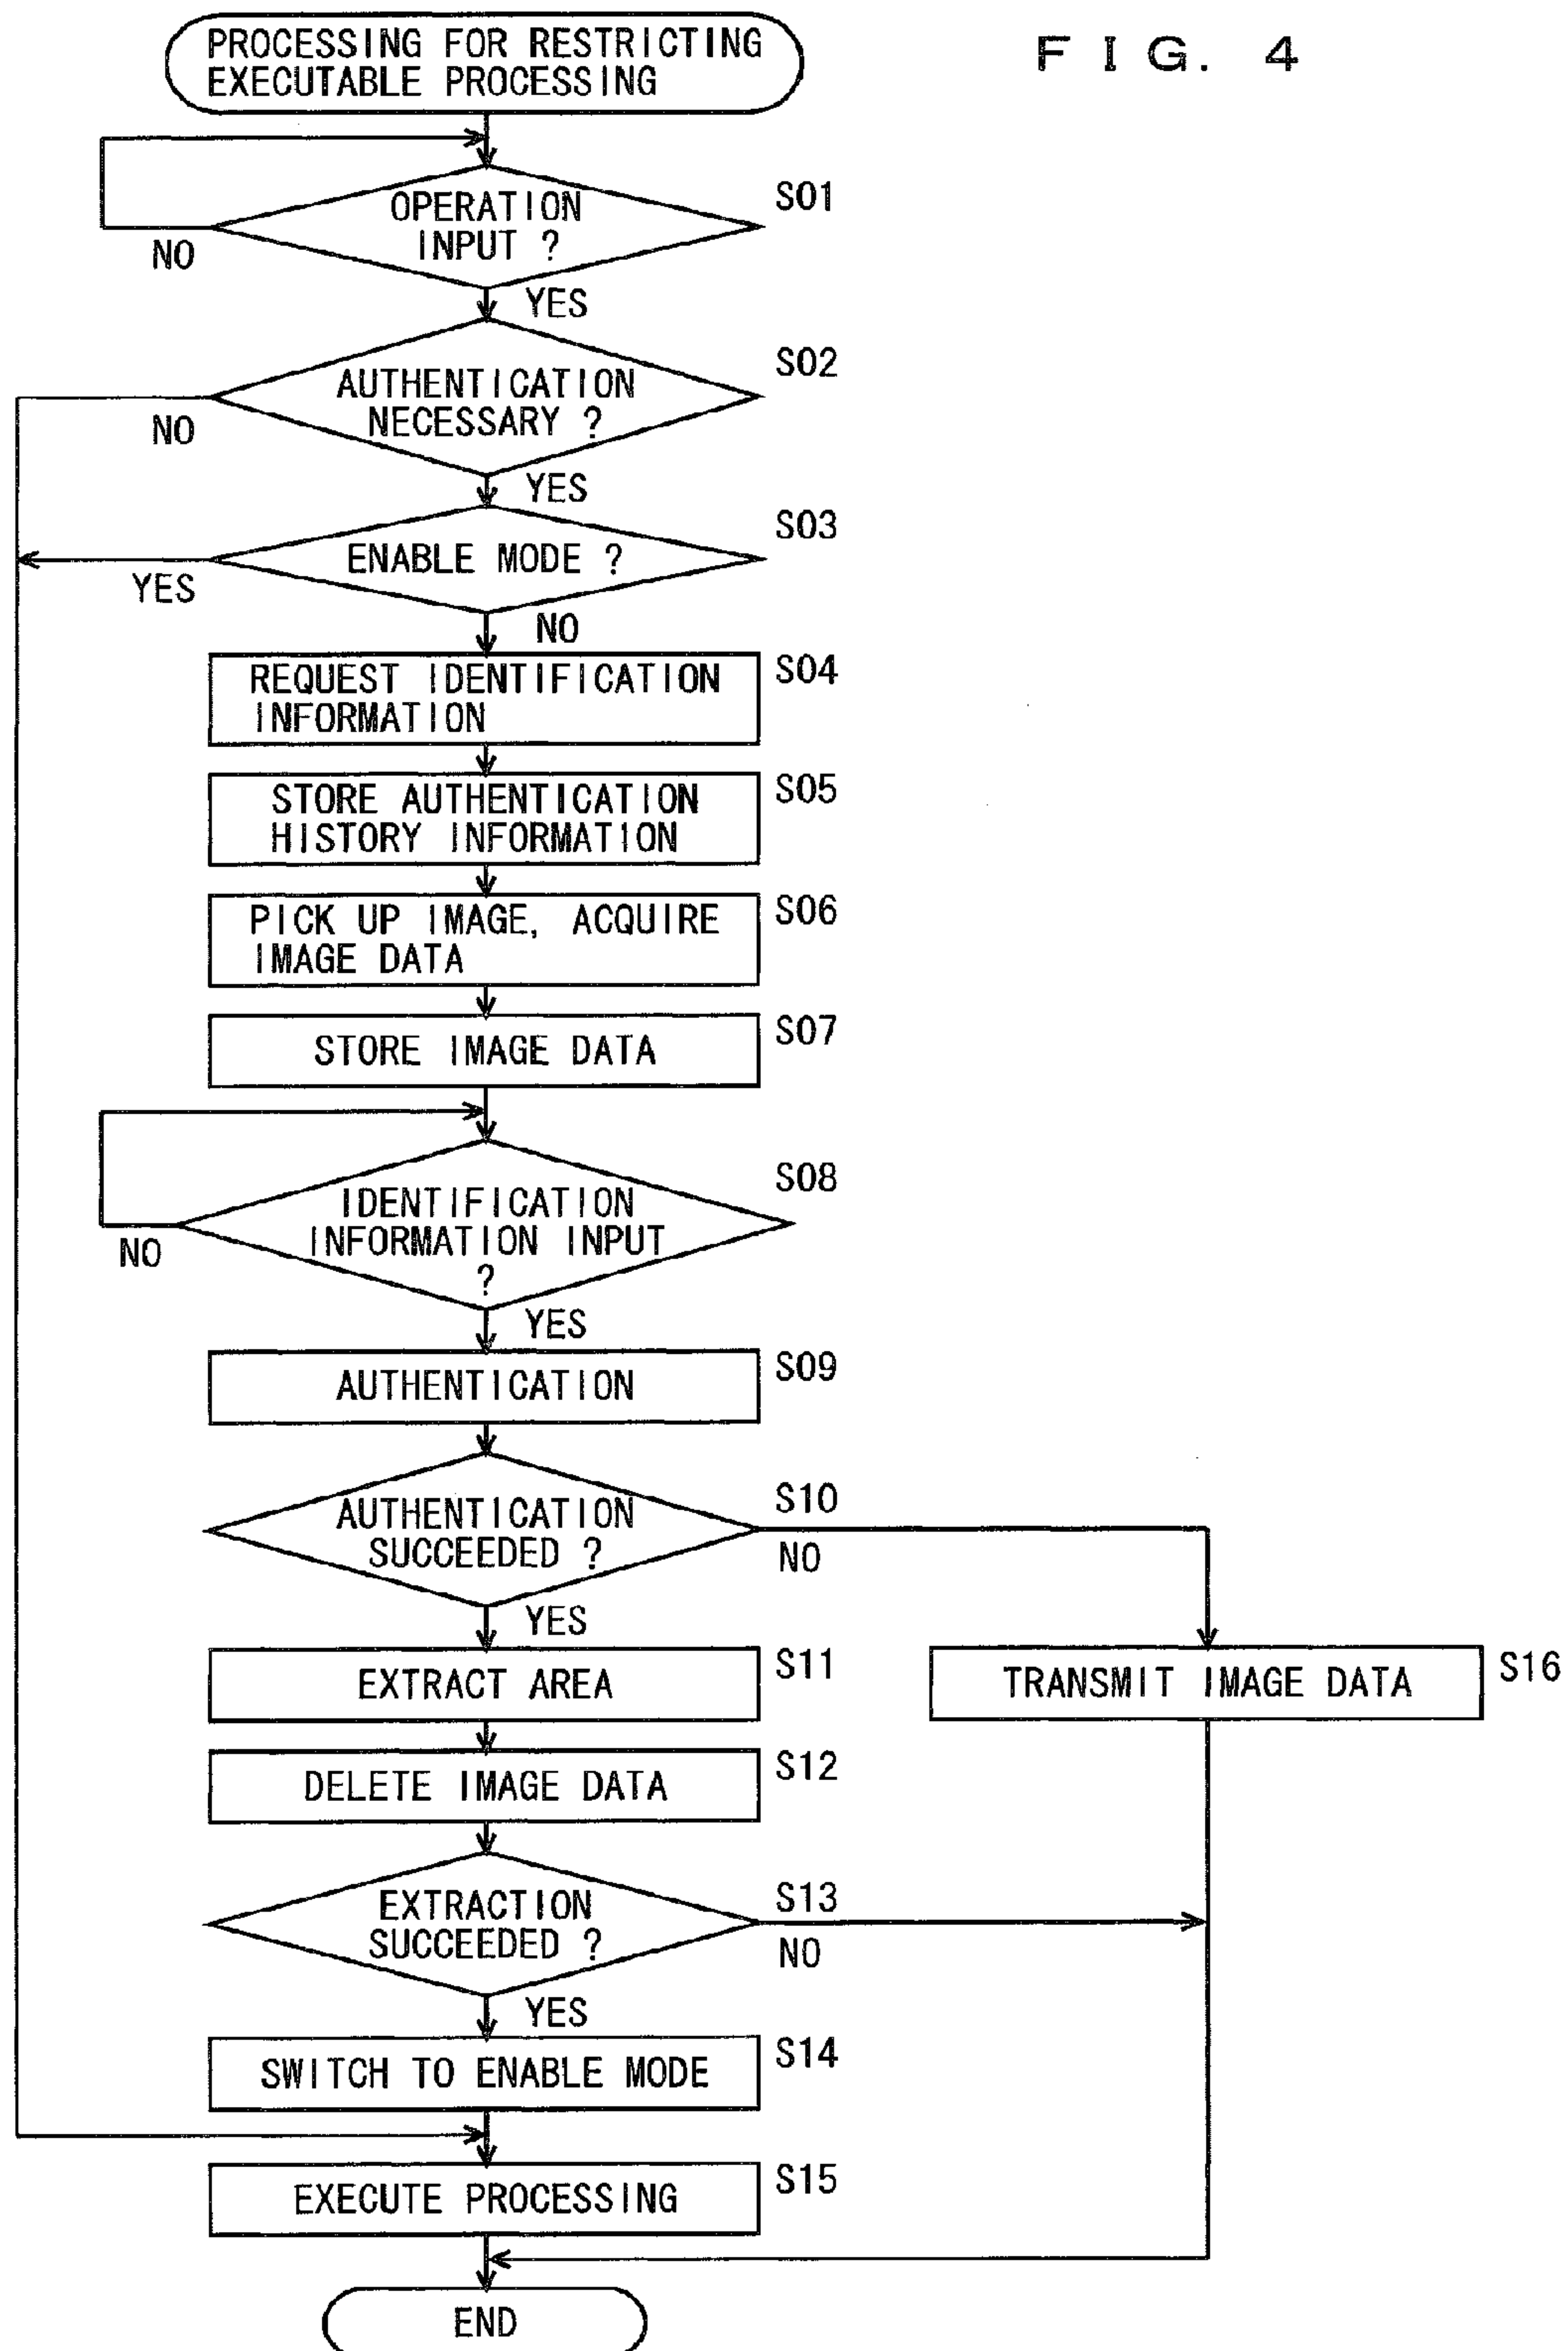 PROCESSING FOR RESTRICTING
EXECUTABLE PROCESSING
FIG. 4
S01
OPERATION
INPUT ?
NO
YES
S02
AUTHENTICATION
NECESSARY ?
NO
YES
S03
ENABLE MODE ?
YES
NO
S04
REQUEST IDENTIFICATION
INFORMATION
S05
STORE AUTHENTICATION
HISTORY INFORMATION
S06
PICK UP IMAGE, ACQUIRE
IMAGE DATA
S07
STORE IMAGE DATA
S08
IDENTIFICATION
INFORMATION INPUT
?
NO
YES
S09
AUTHENTICATION
S10
AUTHENTICATION
SUCCEEDED ?
NO
YES
S11
EXTRACT AREA
TRANSMIT IMAGE DATA
S16
S12
DELETE IMAGE DATA
S13
EXTRACTION
SUCCEEDED ?
NO
YES
S14
SWITCH TO ENABLE MODE
S15
EXECUTE PROCESSING
END